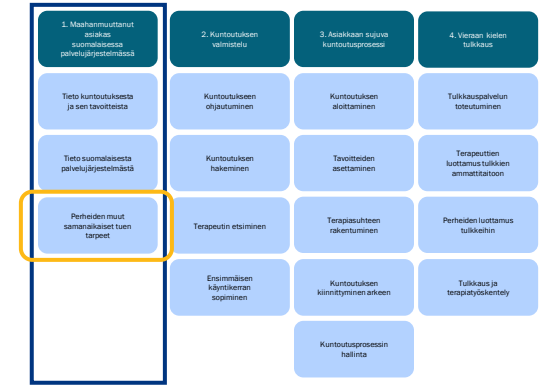 1. Maahanmuuttanut
asiakas
suomalaisessa
palvelujärjestelmässä
Tieto kuntoutuksesta
ja sen tavoitteista
Tieto suomalaisesta
palvelujärjestelmästä
Perheiden muut
samanaikaiset tuen
tarpeet
2. Kuntoutuksen
valmistelu
Kuntoutukseen
ohjautuminen
Kuntoutuksen
hakeminen
Terapeutin etsiminen
Ensimmäisen
käyntikerran
sopiminen
3. Asiakkaan sujuva
kuntoutusprosessi
Kuntoutuksen
aloittaminen
Tavoitteiden
asettaminen
Terapiasuhteen
rakentuminen
Kuntoutuksen
kiinnittyminen arkeen
Kuntoutusprosessin
hallinta
4. Vieraan kielen
tulkkaus
Tulkkauspalvelun
toteutuminen
Terapeuttien
luottamus tulkkien
ammattitaitoon
Perheiden luottamus
tulkkeihin
Tulkkaus ja
terapiatyöskentely